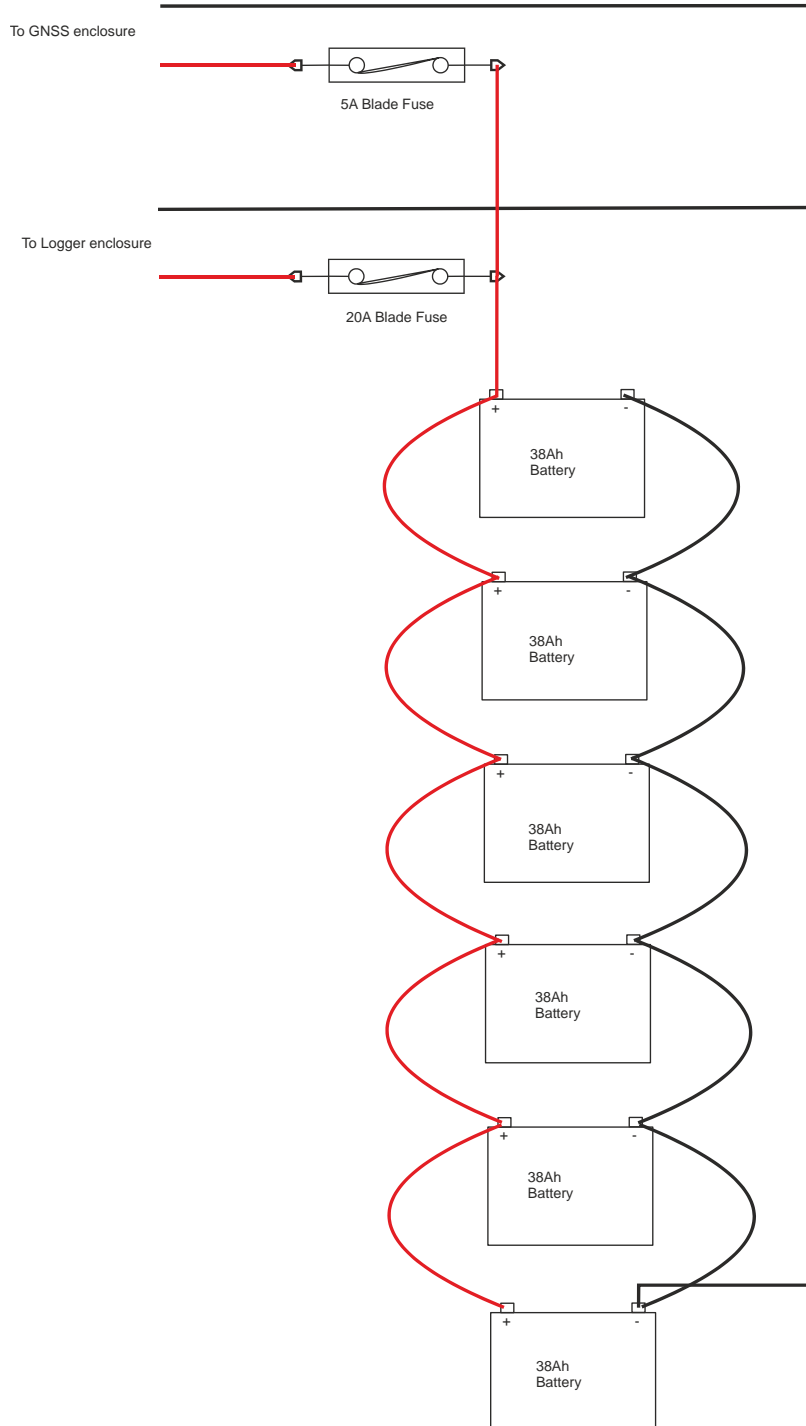 To GNSS enclosure
5A Blade Fuse
To Logger enclosure
20A Blade Fuse
+ -
38Ah
Battery
+ -
38Ah
Battery
+ -
38Ah
Battery
+ -
38Ah
Battery
+ -
38Ah
Battery
+ -
38Ah
Battery